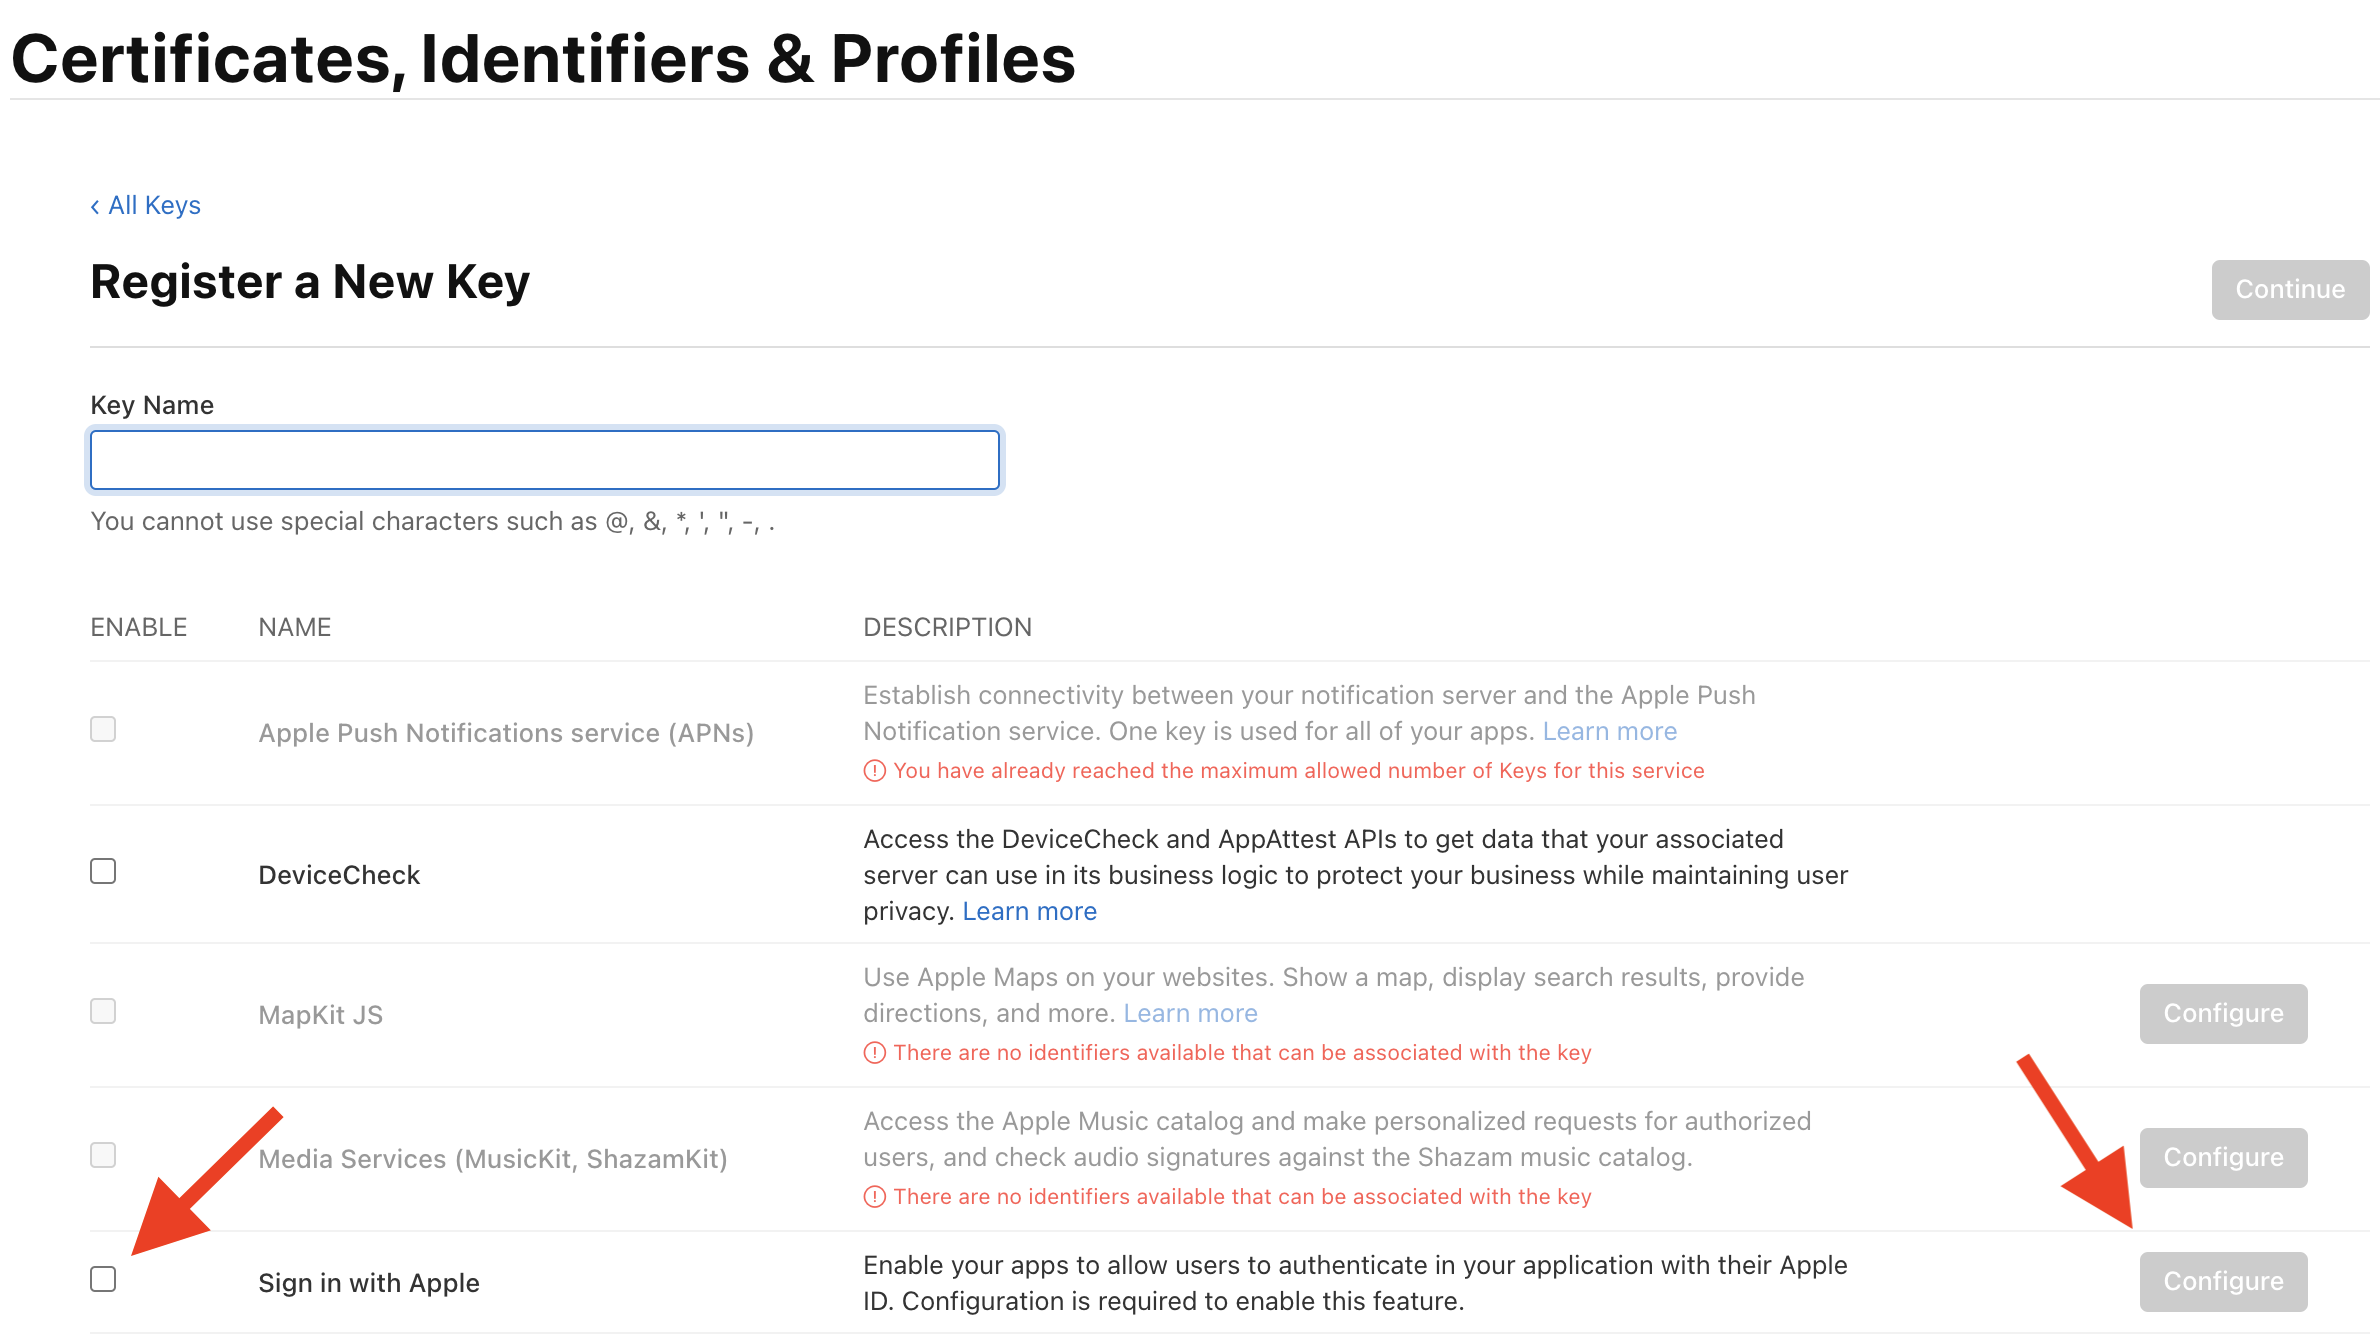 Certificates, Identifiers & Profiles
‹ All Keys
Register a New Key
Continue
Key Name
You cannot use special characters such as @, &, *, ', ", -, .
ENABLE NAME DESCRIPTION
Apple Push Notifications service (APNs)
Establish connectivity between your notification server and the Apple Push
Notification service. One key is used for all of your apps. Learn more
You have already reached the maximum allowed number of Keys for this service
DeviceCheck
Access the DeviceCheck and AppAttest APIs to get data that your associated
server can use in its business logic to protect your business while maintaining user
privacy. Learn more
MapKit JS
Use Apple Maps on your websites. Show a map, display search results, provide
directions, and more. Learn more
There are no identifiers available that can be associated with the key
Configure
Media Services (MusicKit, ShazamKit)
Access the Apple Music catalog and make personalized requests for authorized
users, and check audio signatures against the Shazam music catalog.
There are no identifiers available that can be associated with the key
Configure
Sign in with Apple
Enable your apps to allow users to authenticate in your application with their Apple
ID. Configuration is required to enable this feature.
Configure